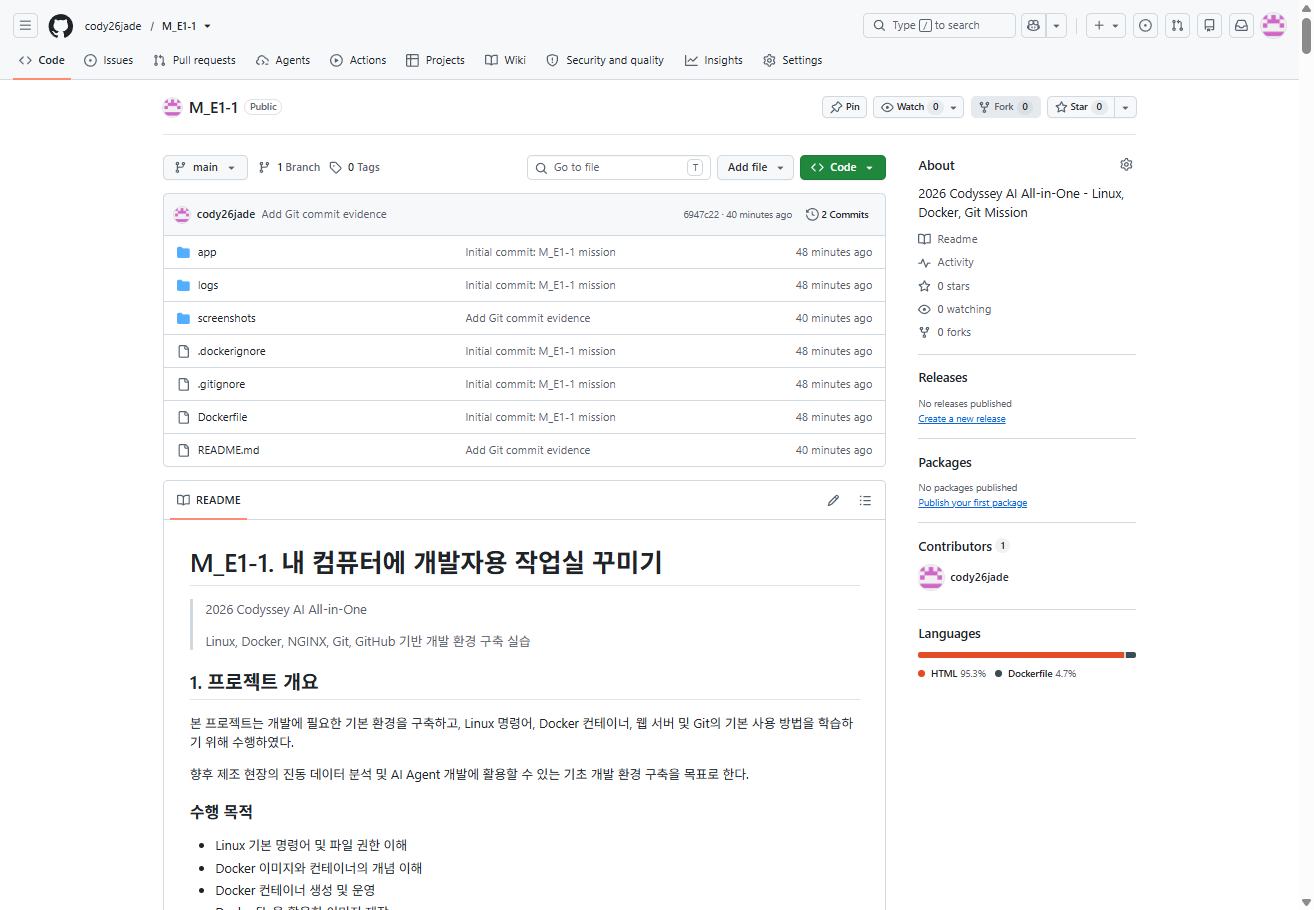 cody26jade / M_E1-1
Type / to search
Code Issues Pull requests Agents Actions Projects Wiki Security and quality Insights Settings
M_E1-1 Public
Pin Watch 0 Fork 0 Star 0
main 1 Branch 0 Tags Go to file T Add file Code
cody26jade Add Git commit evidence 6947c22 · 40 minutes ago 2 Commits
app Initial commit: M_E1-1 mission 48 minutes ago
logs Initial commit: M_E1-1 mission 48 minutes ago
screenshots Add Git commit evidence 40 minutes ago
.dockerignore Initial commit: M_E1-1 mission 48 minutes ago
.gitignore Initial commit: M_E1-1 mission 48 minutes ago
Dockerfile Initial commit: M_E1-1 mission 48 minutes ago
README.md Add Git commit evidence 40 minutes ago
README
M_E1-1. 내 컴퓨터에 개발자용 작업실 꾸미기
2026 Codyssey AI All-in-One
Linux, Docker, NGINX, Git, GitHub 기반 개발 환경 구축 실습
1. 프로젝트 개요
본 프로젝트는 개발에 필요한 기본 환경을 구축하고, Linux 명령어, Docker 컨테이너, 웹 서버 및 Git의 기본 사용 방법을 학습하
기 위해 수행하였다.
향후 제조 현장의 진동 데이터 분석 및 AI Agent 개발에 활용할 수 있는 기초 개발 환경 구축을 목표로 한다.
수행 목적
Linux 기본 명령어 및 파일 권한 이해
Docker 이미지와 컨테이너의 개념 이해
Docker 컨테이너 생성 및 운영
About
2026 Codyssey AI All-in-One - Linux,
Docker, Git Mission
Readme
Activity
0 stars
0 watching
0 forks
Releases
No releases published
Create a new release
Packages
No packages published
Publish your first package
Contributors 1
cody26jade
Languages
HTML 95.3% Dockerfile 4.7%